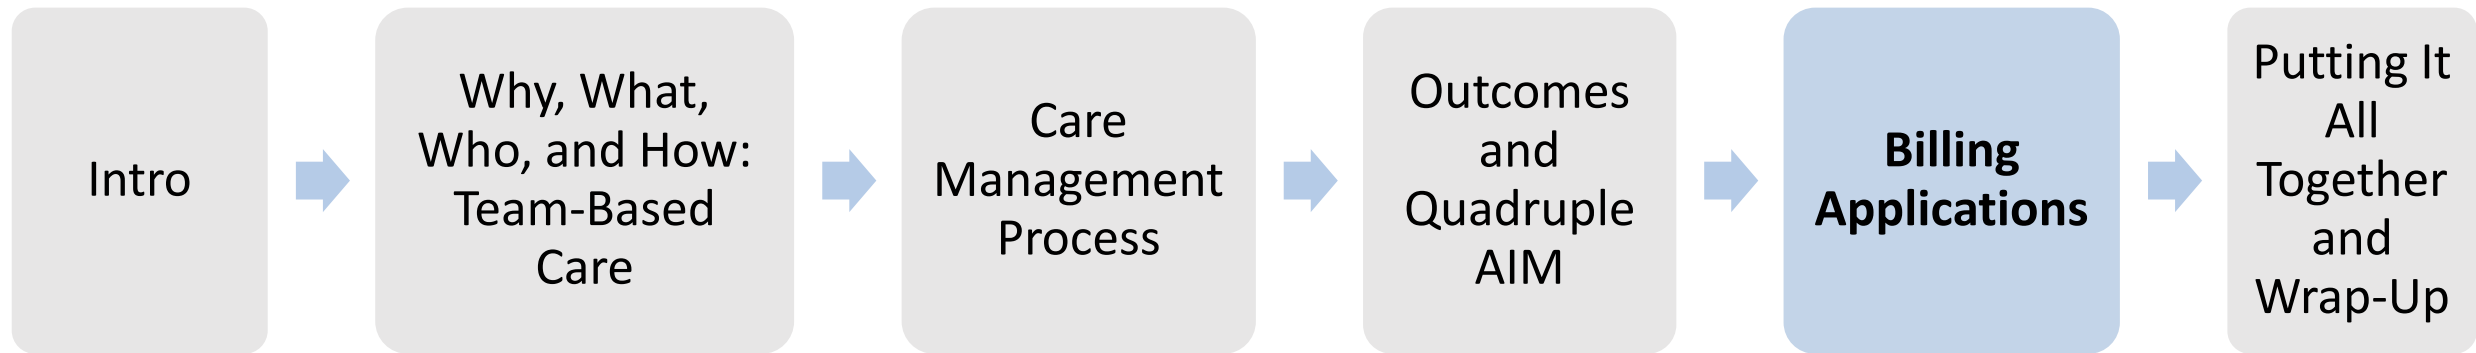 Intro
Why, What,
Who, and How:
Team-Based
Care
Care
Management
Process
Outcomes
and
Quadruple
AIM
Billing
Applications
Putting It
All
Together
and
Wrap-Up